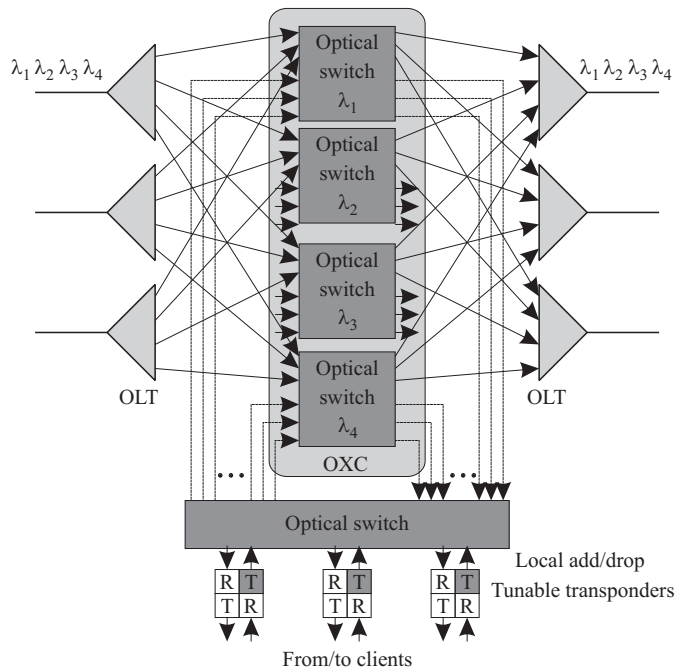 λ1 λ2 λ3 λ4
λ1 λ2 λ3 λ4
Optical
switch
λ1
Optical
switch
λ2
Optical
switch
λ3
Optical
switch
λ4
OLT
OLT
OXC
...
...
Optical switch
Local add/drop
Tunable transponders
R T R T R T
T R T R T R
From/to clients